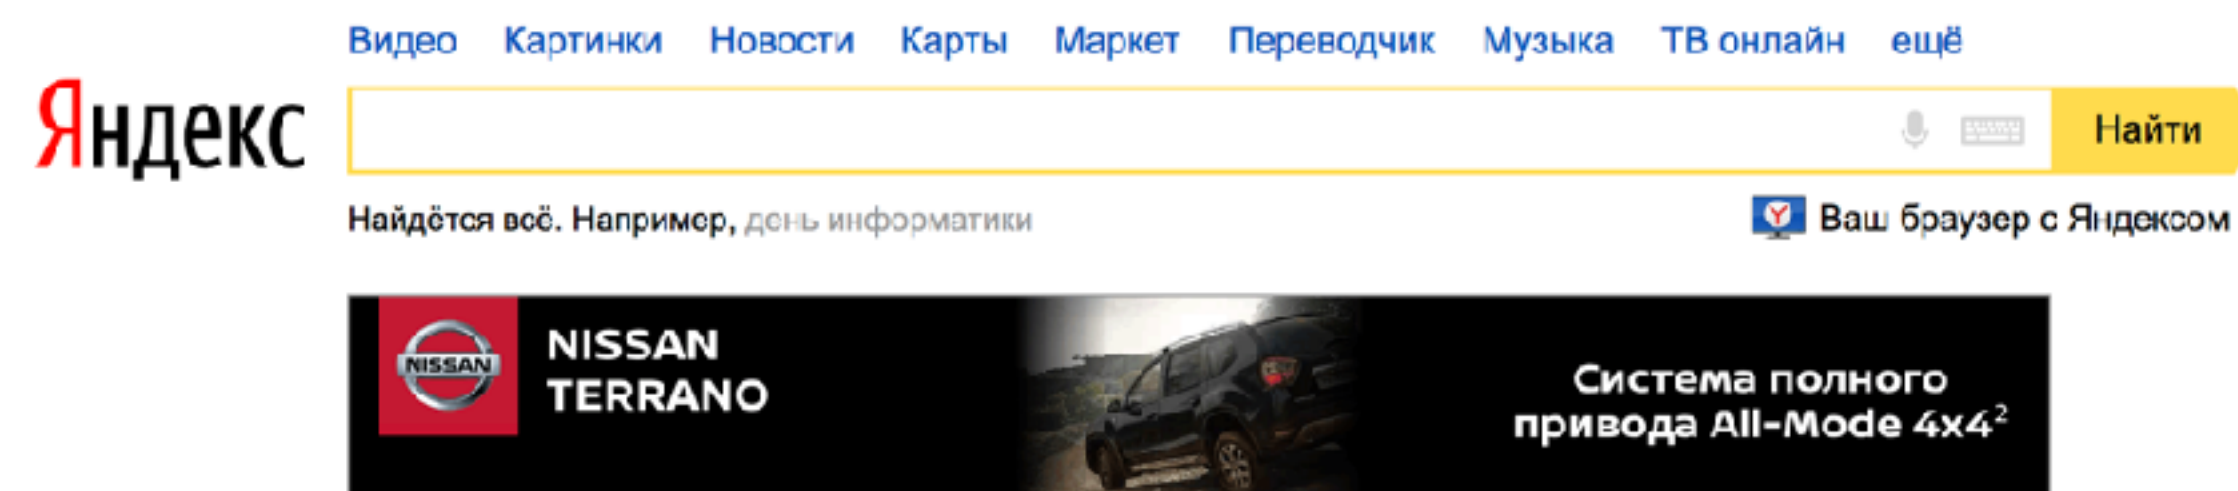 Видео Картинки Новости Карты Маркет Переводчик Музыка ТВ онлайн ещё
Яндекс
Найти
Найдётся всё. Например, день информатики
Ваш браузер с Яндексом
NISSAN
NISSAN
TERRANO
Система полного
привода All-Mode 4x4²